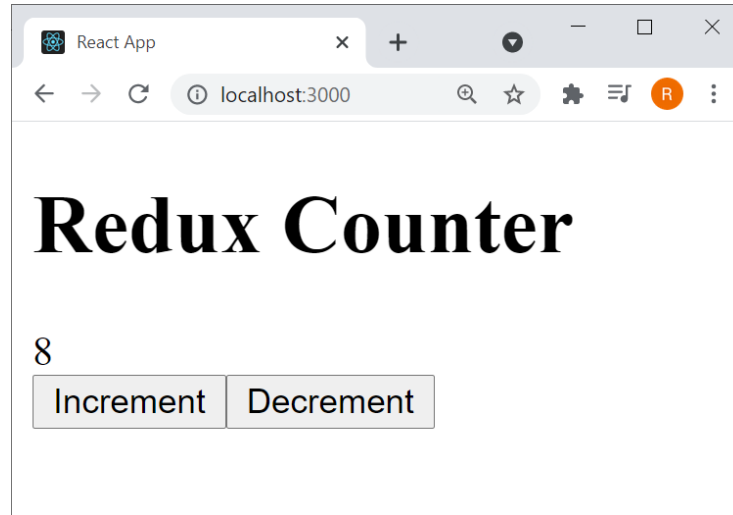 React App
localhost:3000
R
Redux Counter
8
Increment Decrement